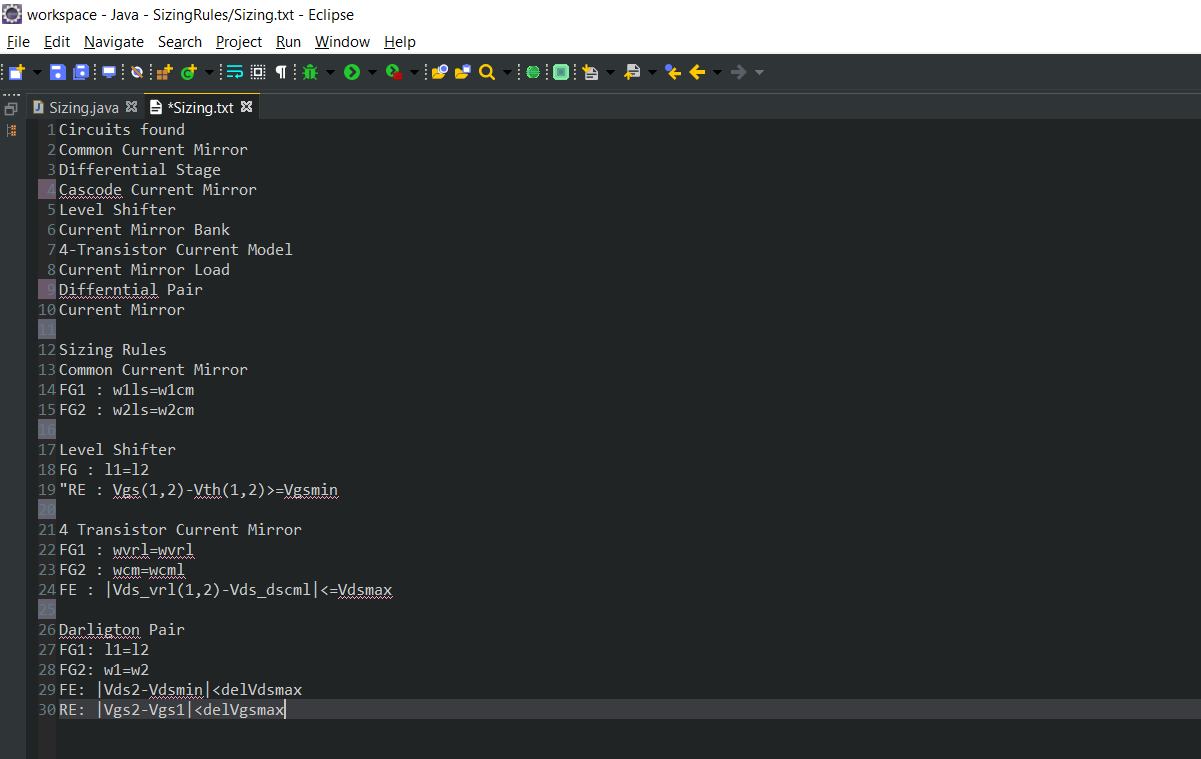 workspace - Java - SizingRules/Sizing.txt - Eclipse
File Edit Navigate Search Project Run Window Help
Sizing.java *Sizing.txt
1 Circuits found
2 Common Current Mirror
3 Differential Stage
4 Cascode Current Mirror
5 Level Shifter
6 Current Mirror Bank
7 4-Transistor Current Model
8 Current Mirror Load
9 Differntial Pair
10 Current Mirror
11
12 Sizing Rules
13 Common Current Mirror
14 FG1 : w1ls=w1cm
15 FG2 : w2ls=w2cm
16
17 Level Shifter
18 FG : l1=l2
19 "RE : Vgs(1,2)-Vth(1,2)>=Vgsmin
20
21 4 Transistor Current Mirror
22 FG1 : wvrl=wvrl
23 FG2 : wcm=wcml
24 FE : |Vds_vrl(1,2)-Vds_dscml|<=Vdsmax
25
26 Darligton Pair
27 FG1: l1=l2
28 FG2: w1=w2
29 FE: |Vds2-Vdsmin|<delVdsmax
30 RE: |Vgs2-Vgs1|<delVgsmax